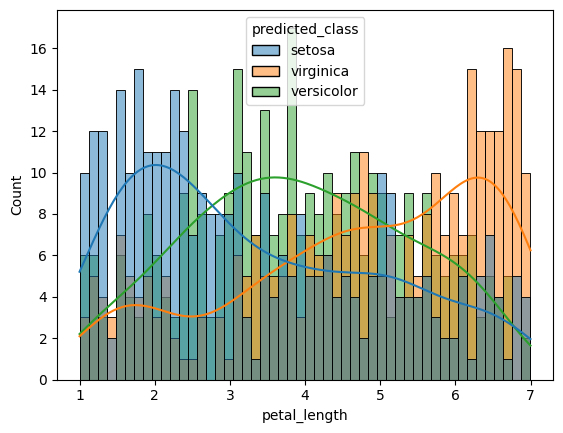 predicted_class
setosa
virginica
versicolor
Count
16
14
12
10
8
6
4
2
0
1 2 3 4 5 6 7
petal_length